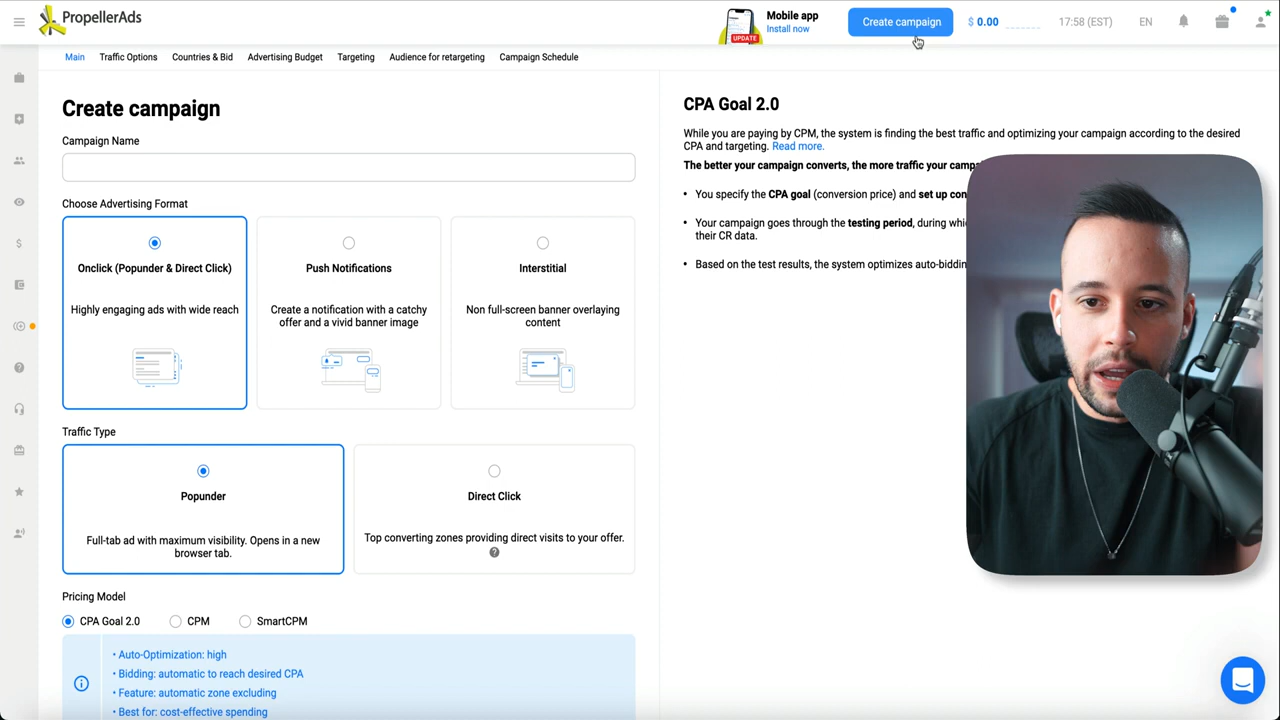 PropellerAds
UPDATE
Mobile app
Install now
Create campaign
$ 0.00
17:58 (EST)
EN
Main
Traffic Options
Countries & Bid
Advertising Budget
Targeting
Audience for retargeting
Campaign Schedule
Create campaign
Campaign Name
Choose Advertising Format
Onclick (Popunder & Direct Click)
Highly engaging ads with wide reach
Push Notifications
Create a notification with a catchy
offer and a vivid banner image
Interstitial
Non full-screen banner overlaying
content
Traffic Type
Popunder
Full-tab ad with maximum visibility. Opens in a new
browser tab.
Direct Click
Top converting zones providing direct visits to your offer.
?
Pricing Model
CPA Goal 2.0
CPM
SmartCPM
• Auto-Optimization: high
• Bidding: automatic to reach desired CPA
• Feature: automatic zone excluding
• Best for: cost-effective spending
CPA Goal 2.0
While you are paying by CPM, the system is finding the best traffic and optimizing your campaign according to the desired
CPA and targeting. Read more.
The better your campaign converts, the more traffic your camp
• You specify the CPA goal (conversion price) and set up con
• Your campaign goes through the testing period, during whic
their CR data.
• Based on the test results, the system optimizes auto-biddin